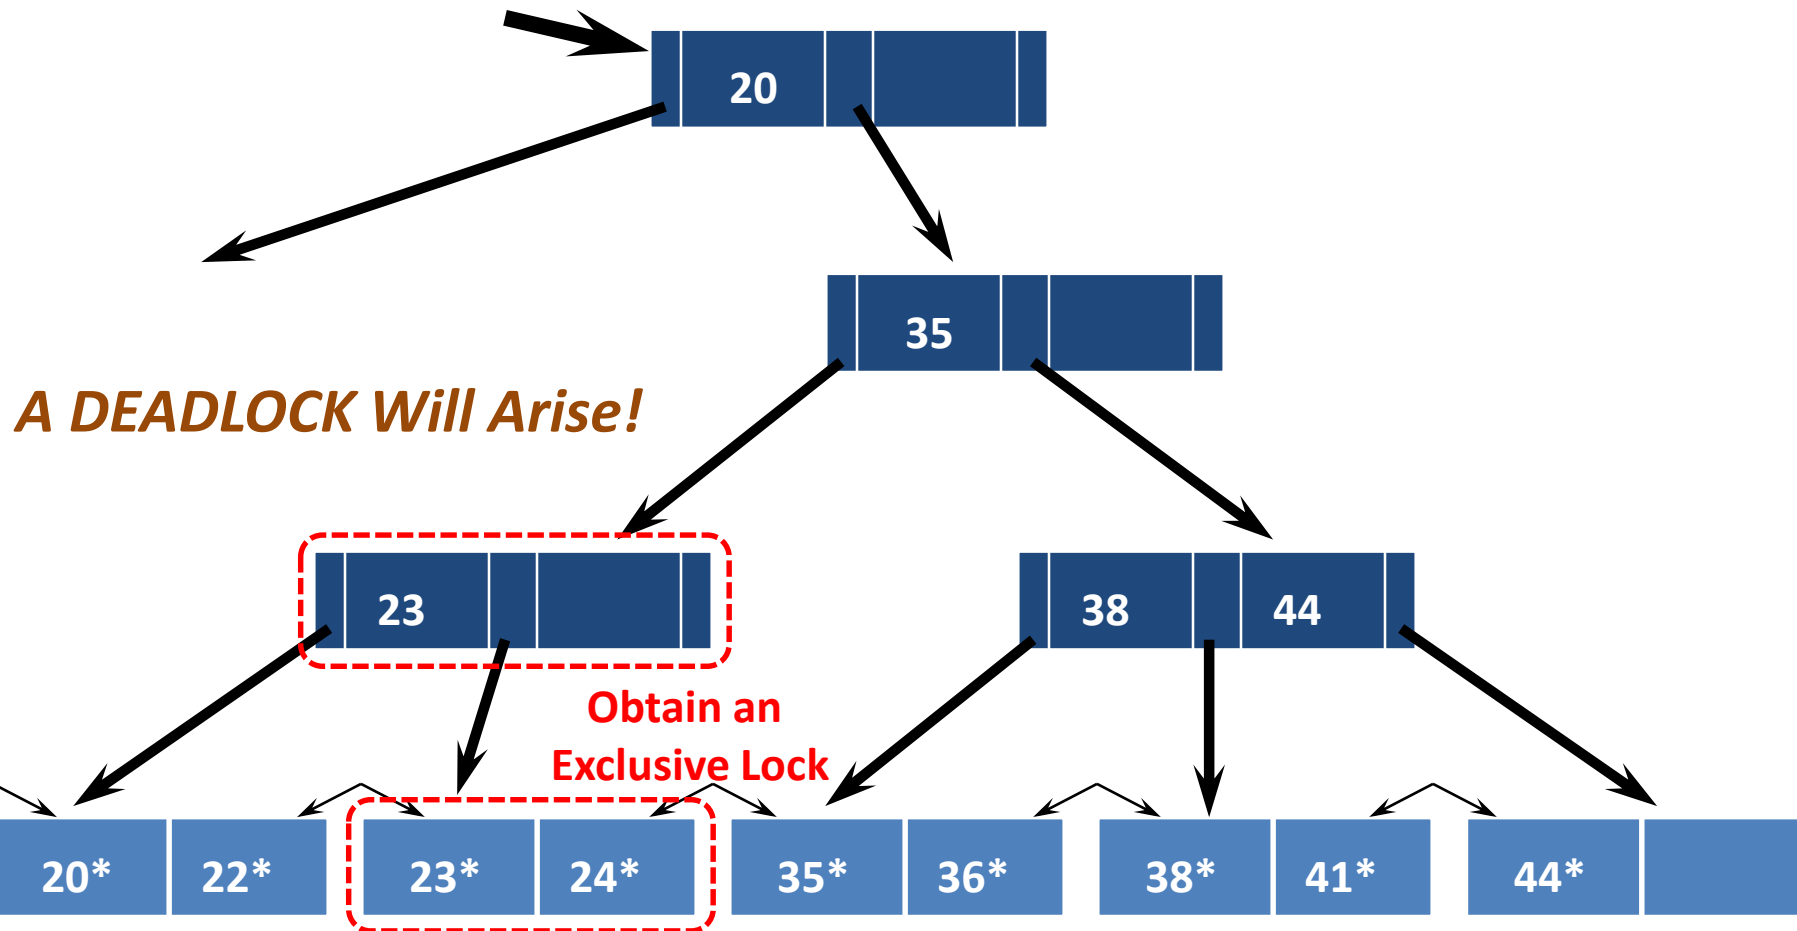 20
35
A DEADLOCK Will Arise!
23
38 44
Obtain an
Exclusive Lock
20* 22* 23* 24* 35* 36* 38* 41* 44*